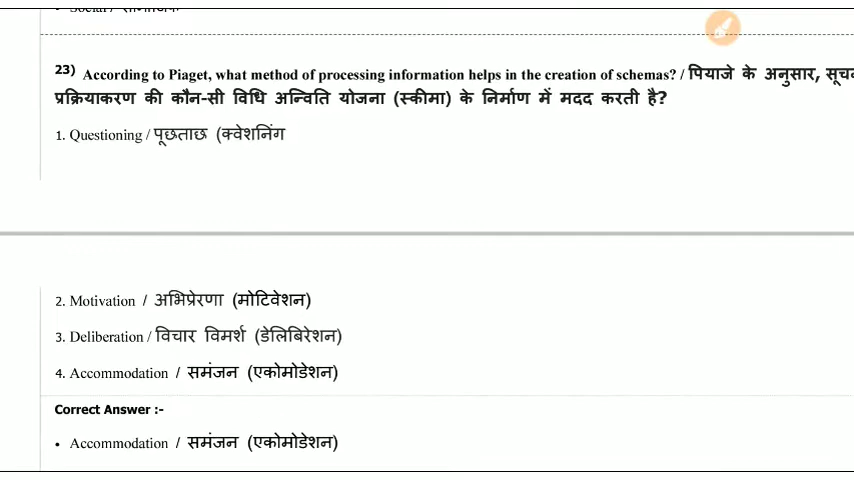 23) According to Piaget, what method of processing information helps in the creation of schemas? / पियाजे के अनुसार,
प्रक्रियाकरण की कौन-सी विधि अन्विति योजना (स्कीमा) के निर्माण में मदद करती है?
1. Questioning / पूछताछ (क्वेशनिंग
2. Motivation / अभिप्रेरणा (मोटिवेशन)
3. Deliberation / विचार विमर्श (डेलिबिरेशन)
4. Accommodation / समंजन (एकोमोडेशन)
Correct Answer :-
• Accommodation / समंजन (एकोमोडेशन)